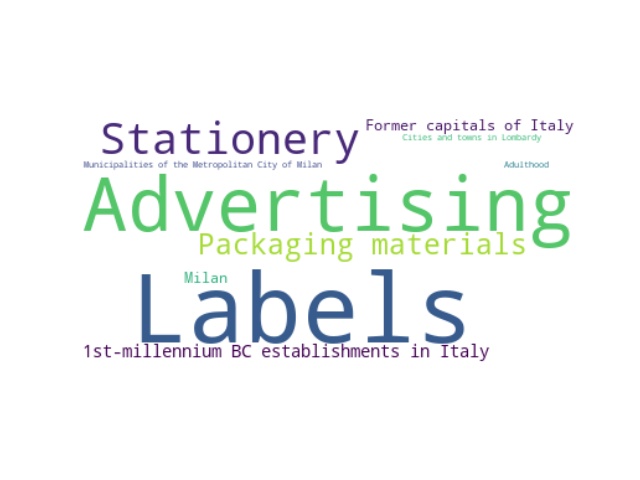 Stationery
Former capitals of Italy
Cities and towns in Lombardy
Municipalities of the Metropolitan City of Milan
Adulthood
Advertising
Packaging materials
Milan
Labels
1st-millennium BC establishments in Italy